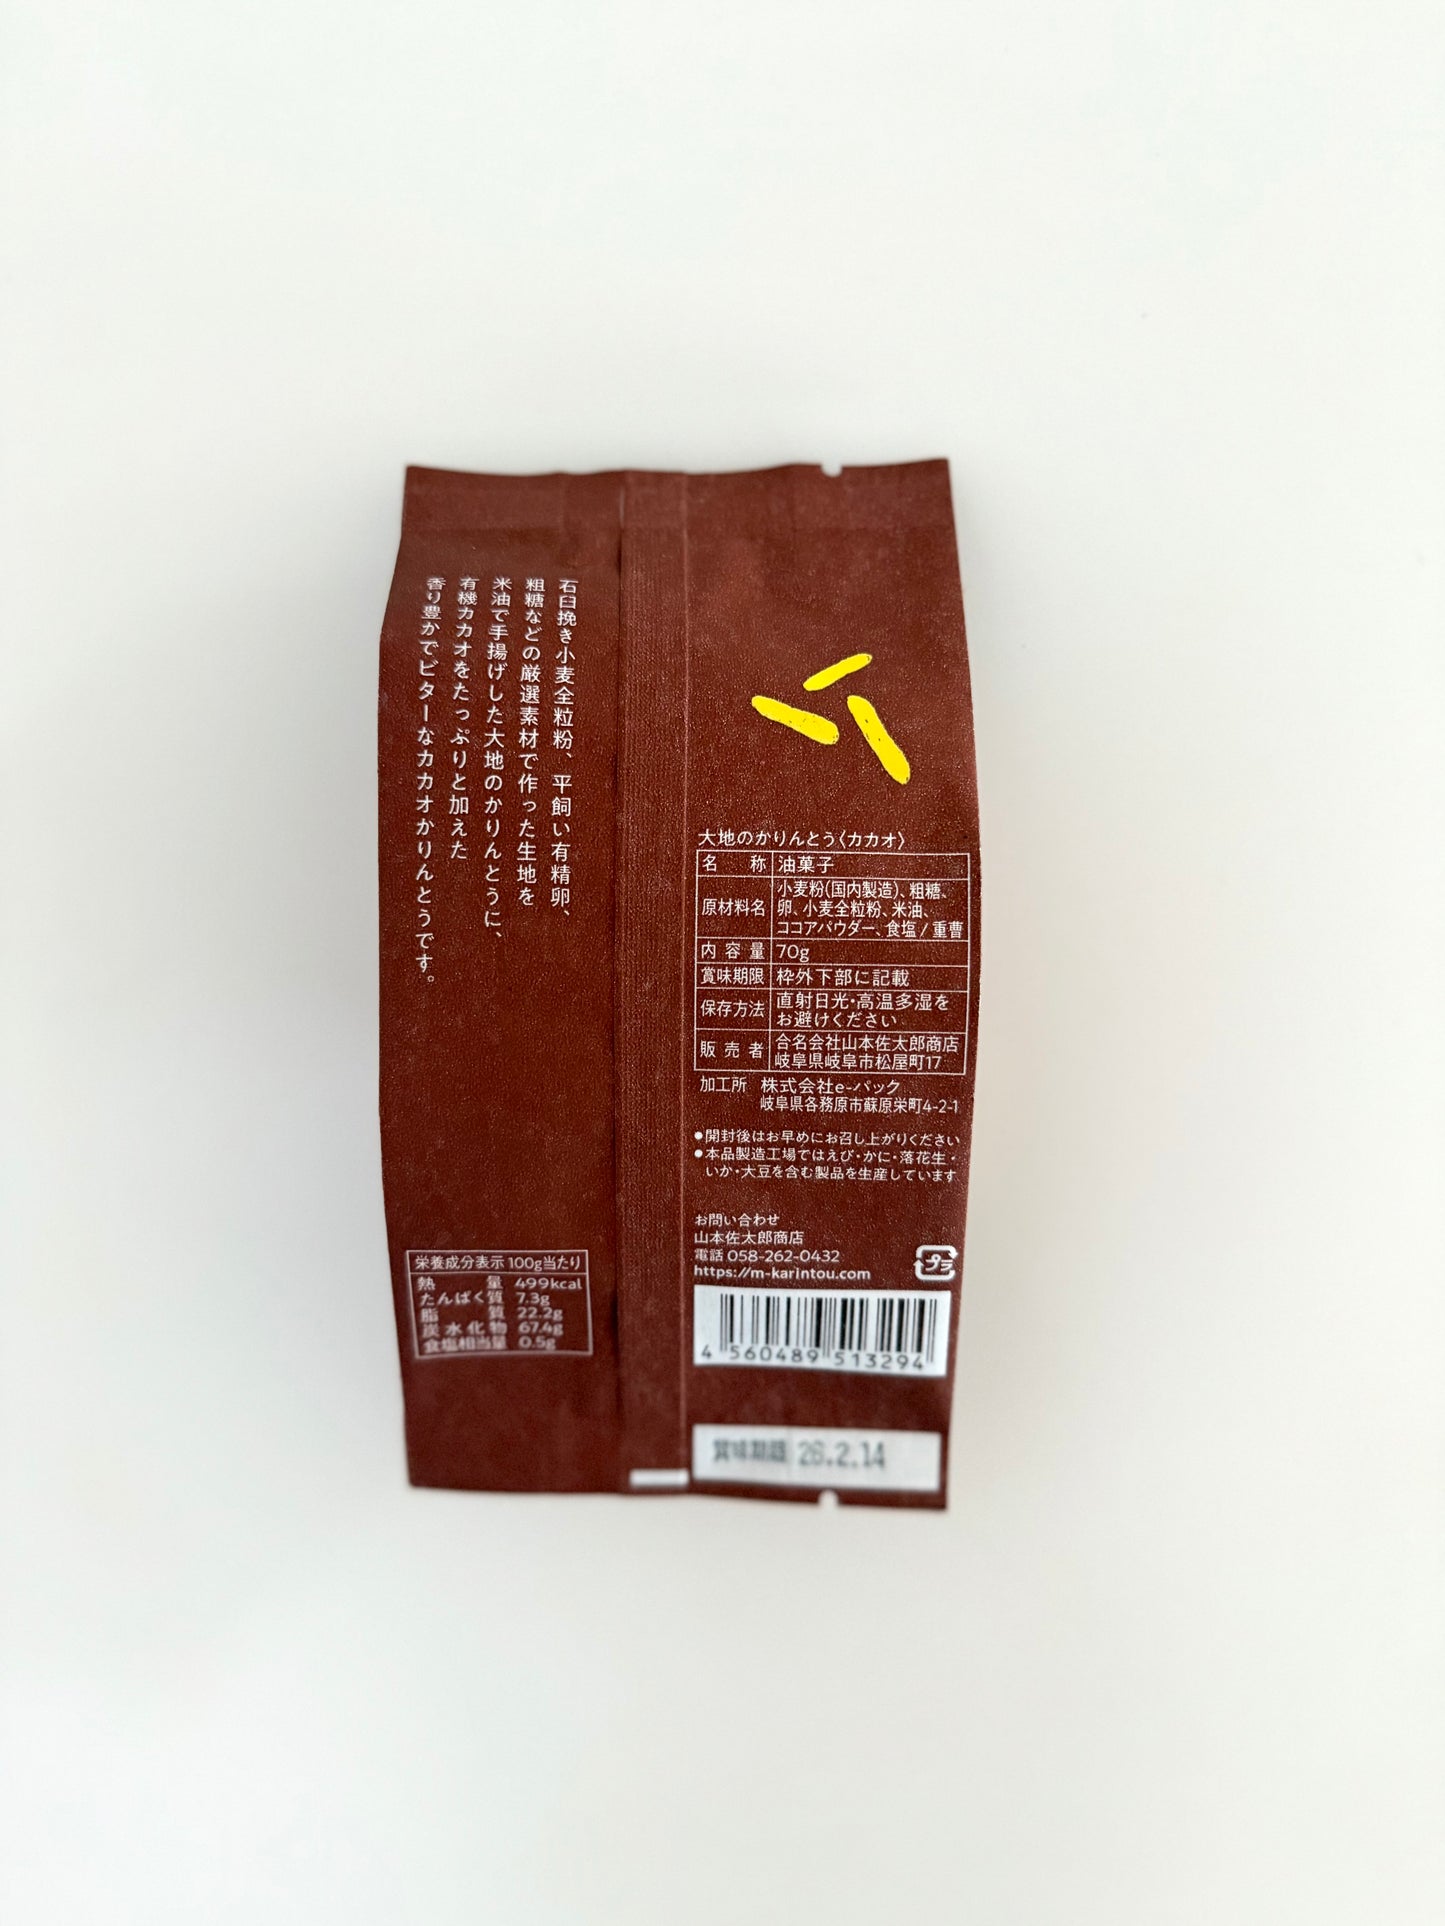 石臼挽き小麦全粒粉、平飼い有精卵、
粗糖などの厳選素材で作った生地を
米油で手揚げした大地のかりんとうに、
有機カカオをたっぷりと加えた
香り豊かでビターなカカオかりんとうです。
栄養成分表示 100g当たり
熱量 499kcal
たんぱく質 7.3g
脂質 22.2g
炭水化物 67.4g
食塩相当量 0.5g
大地のかりんとう〈カカオ〉
名称 油菓子
原材料名 小麦粉(国内製造)、粗糖、
卵、小麦全粒粉、米油、
ココアパウダー、食塩/重曹
内容量 70g
賞味期限 枠外下部に記載
保存方法 直射日光・高温多湿を
お避けください
販売者 合名会社山本佐太郎商店
岐阜県岐阜市松屋町17
加工所 株式会社e-パック
岐阜県各務原市蘇原栄町4-2-1
●開封後はお早めにお召し上がりください
●本品製造工場ではえび・かに・落花生・
いか・大豆を含む製品を生産しています
お問い合わせ
山本佐太郎商店
電話 058-262-0432
https://m-karintou.com
プラ
4 560489 513294
賞味期限 26.2.14